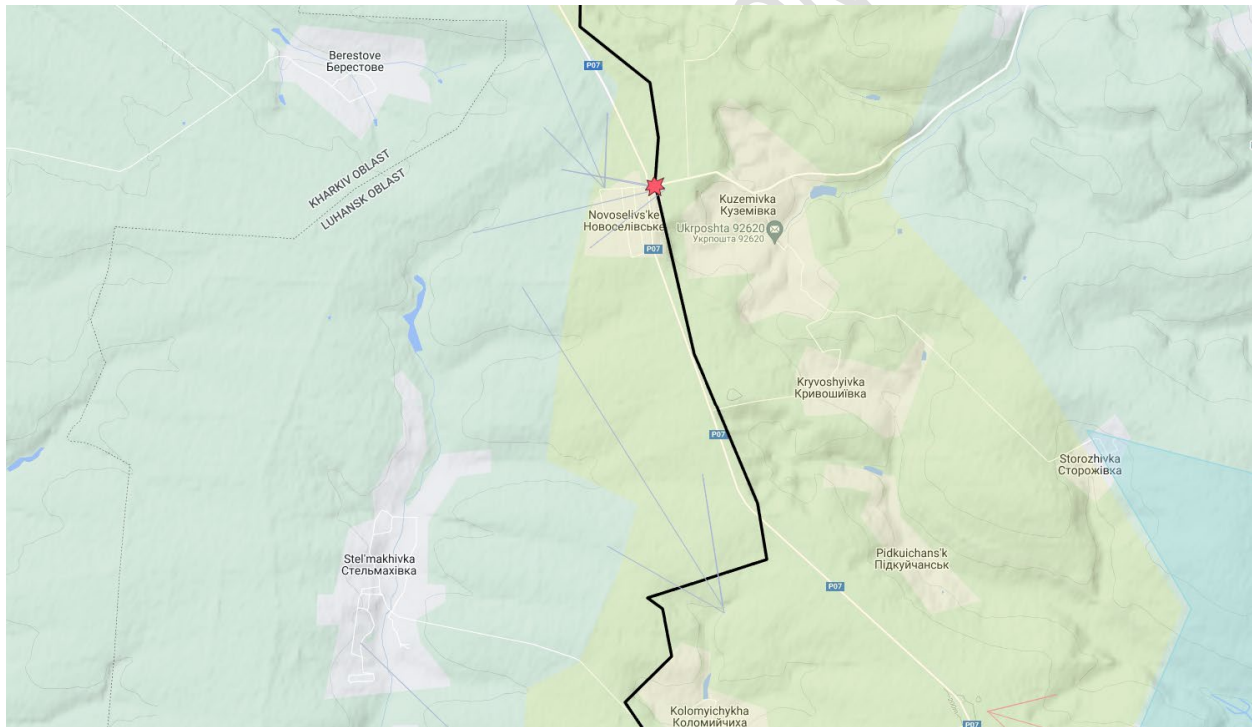 Berestove
Берестове
P07
KHARKIV OBLAST
LUHANSK OBLAST
Novoselivs'ke
Новоселівське
Kuzemivka
Куземівка
Ukrposhta 92620
Укрпошта 92620
P07
Kryvoshyivka
Кривошиївка
P07
Storozhivka
Сторожівка
Stel'makhivka
Стельмахівка
Pidkuichans'k
Підкуйчанськ
P07
Kolomyichykha
Коломийчиха
P07